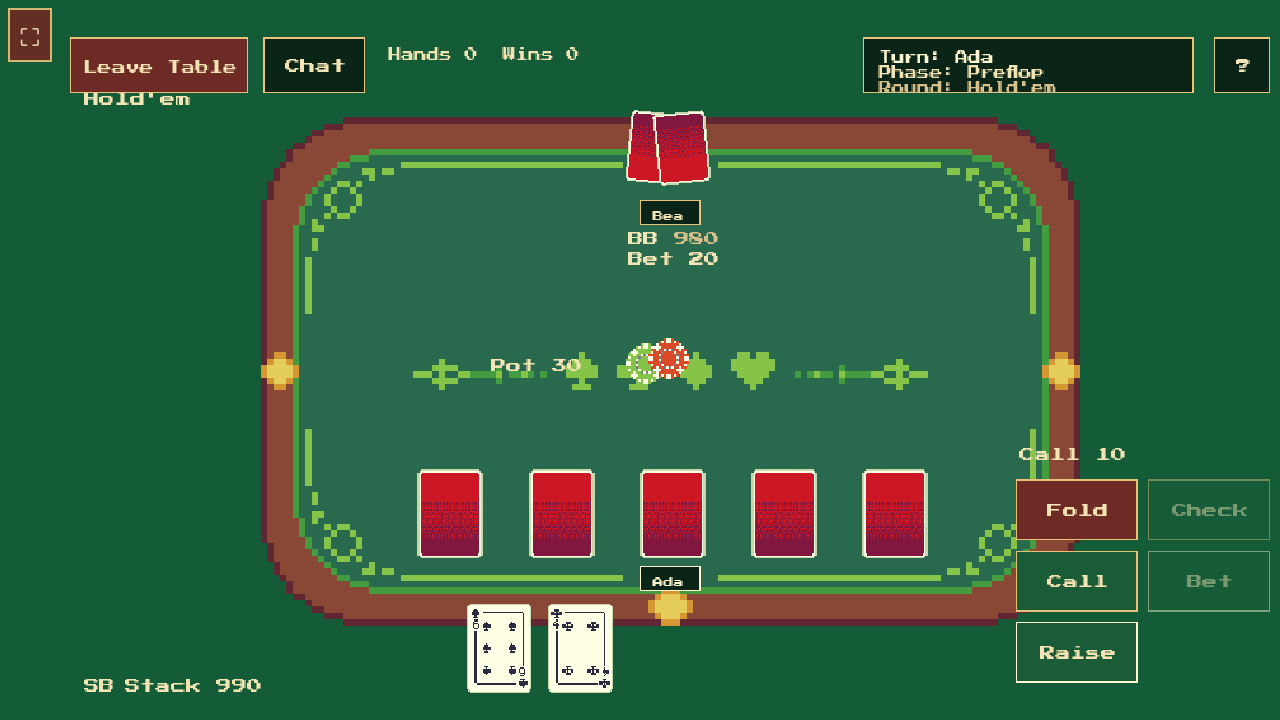 Leave Table
Chat
Hands 0 Wins 0
Turn: Ada
Phase: Preflop
Round: Hold'em
?
Hold'em
Bea
BB 980
Bet 20
Pot 30
Call 10
Fold
Check
Call
Bet
Raise
Ada
SB Stack 990